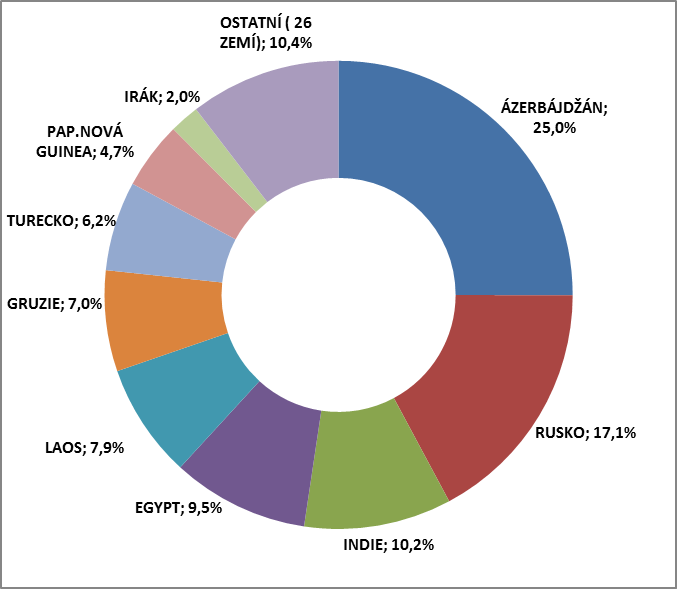 OSTATNÍ ( 26
ZEMÍ); 10,4%
ÁZERBÁJDŽÁN;
25,0%
RUSKO; 17,1%
INDIE; 10,2%
EGYPT; 9,5%
LAOS; 7,9%
GRUZIE; 7,0%
TURECKO; 6,2%
PAP.NOVÁ
GUINEA; 4,7%
IRÁK; 2,0%